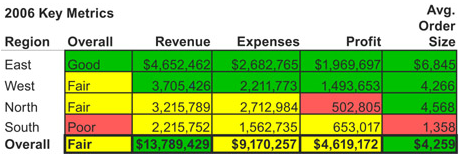 2006 Key Metrics Avg. Order Size
Region Overall Revenue Expenses Profit
East Good $4,652,462 $2,682,765 $1,969,697 $6,845
West Fair 3,705,426 2,211,773 1,493,653 4,266
North Fair 3,215,789 2,712,984 502,805 4,568
South Poor 2,215,752 1,562,735 653,017 1,358
Overall Fair $13,789,429 $9,170,257 $4,619,172 $4,259